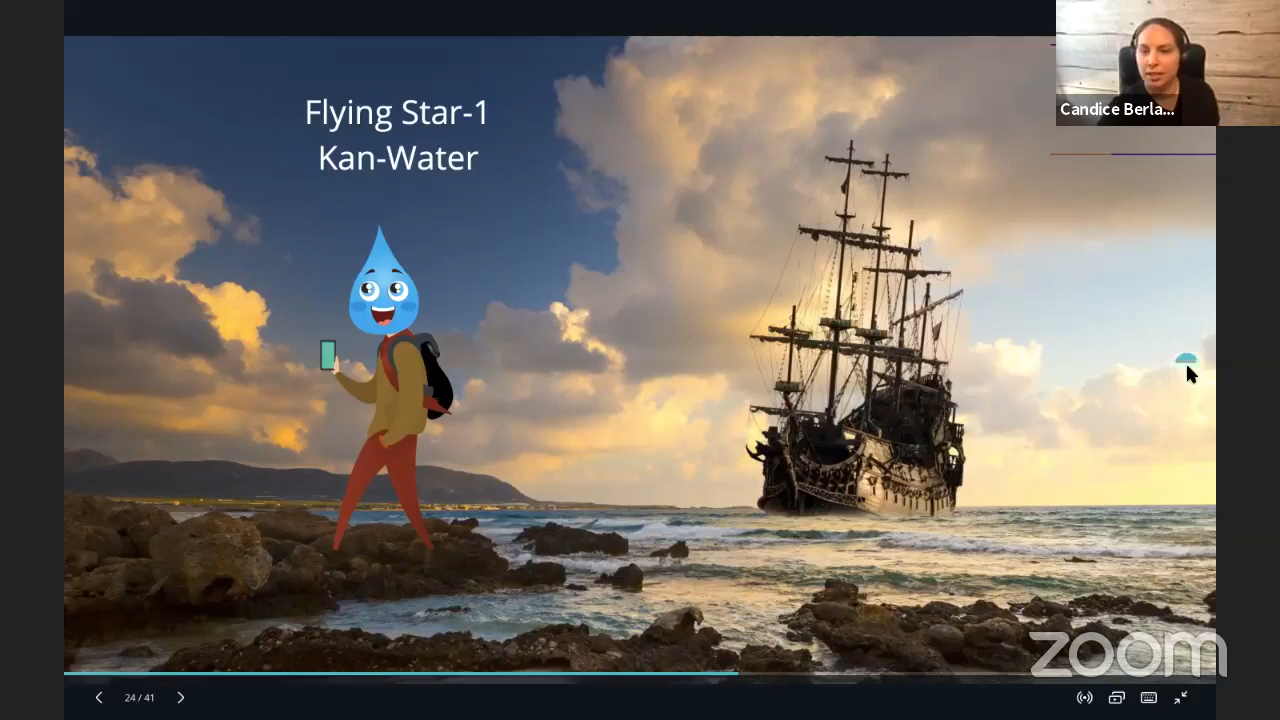 Flying Star-1
Kan-Water
Candice Berla...
zoom
24 / 41